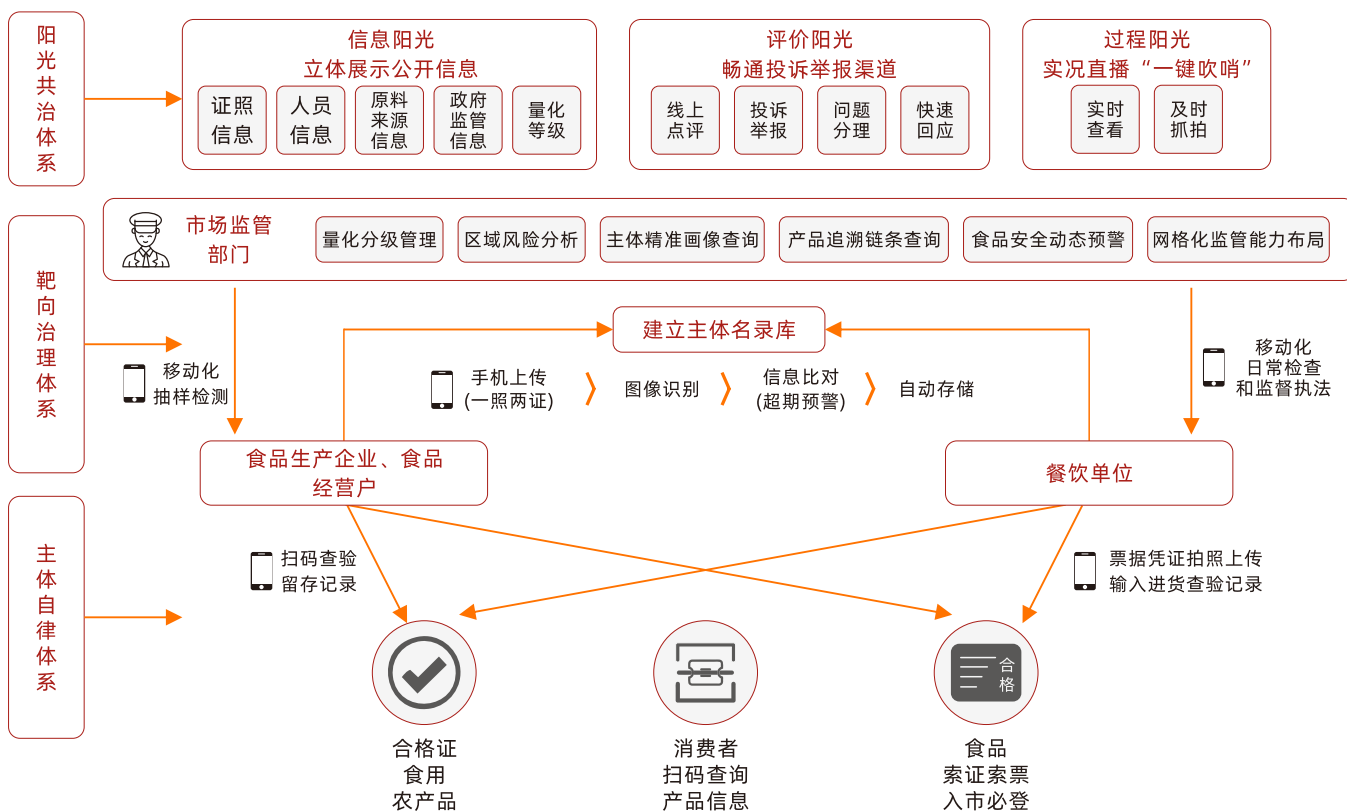 阳光共治体系
信息阳光
立体展示公开信息
证照
信息
人员
信息
原料
来源
信息
政府
监管
信息
量化
等级
评价阳光
畅通投诉举报渠道
线上
点评
投诉
举报
问题
分理
快速
回应
过程阳光
实况直播“一键吹哨”
实时
查看
及时
抓拍
靶向治理体系
市场监管
部门
量化分级管理
区域风险分析
主体精准画像查询
产品追溯链条查询
食品安全动态预警
网格化监管能力布局
建立主体名录库
移动化
抽样检测
手机上传
(一照两证)
图像识别
信息比对
(超期预警)
自动存储
移动化
日常检查
和监督执法
食品生产企业、食品
经营户
餐饮单位
主体自律体系
扫码查验
留存记录
票据凭证拍照上传
输入进货查验记录
合格
合格证
食用
农产品
消费者
扫码查询
产品信息
食品
索证索票
入市必登